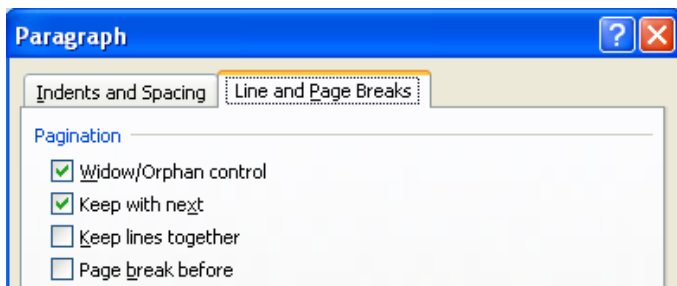 Paragraph
Indents and Spacing Line and Page Breaks
Pagination
Widow/Orphan control
Keep with next
Keep lines together
Page break before